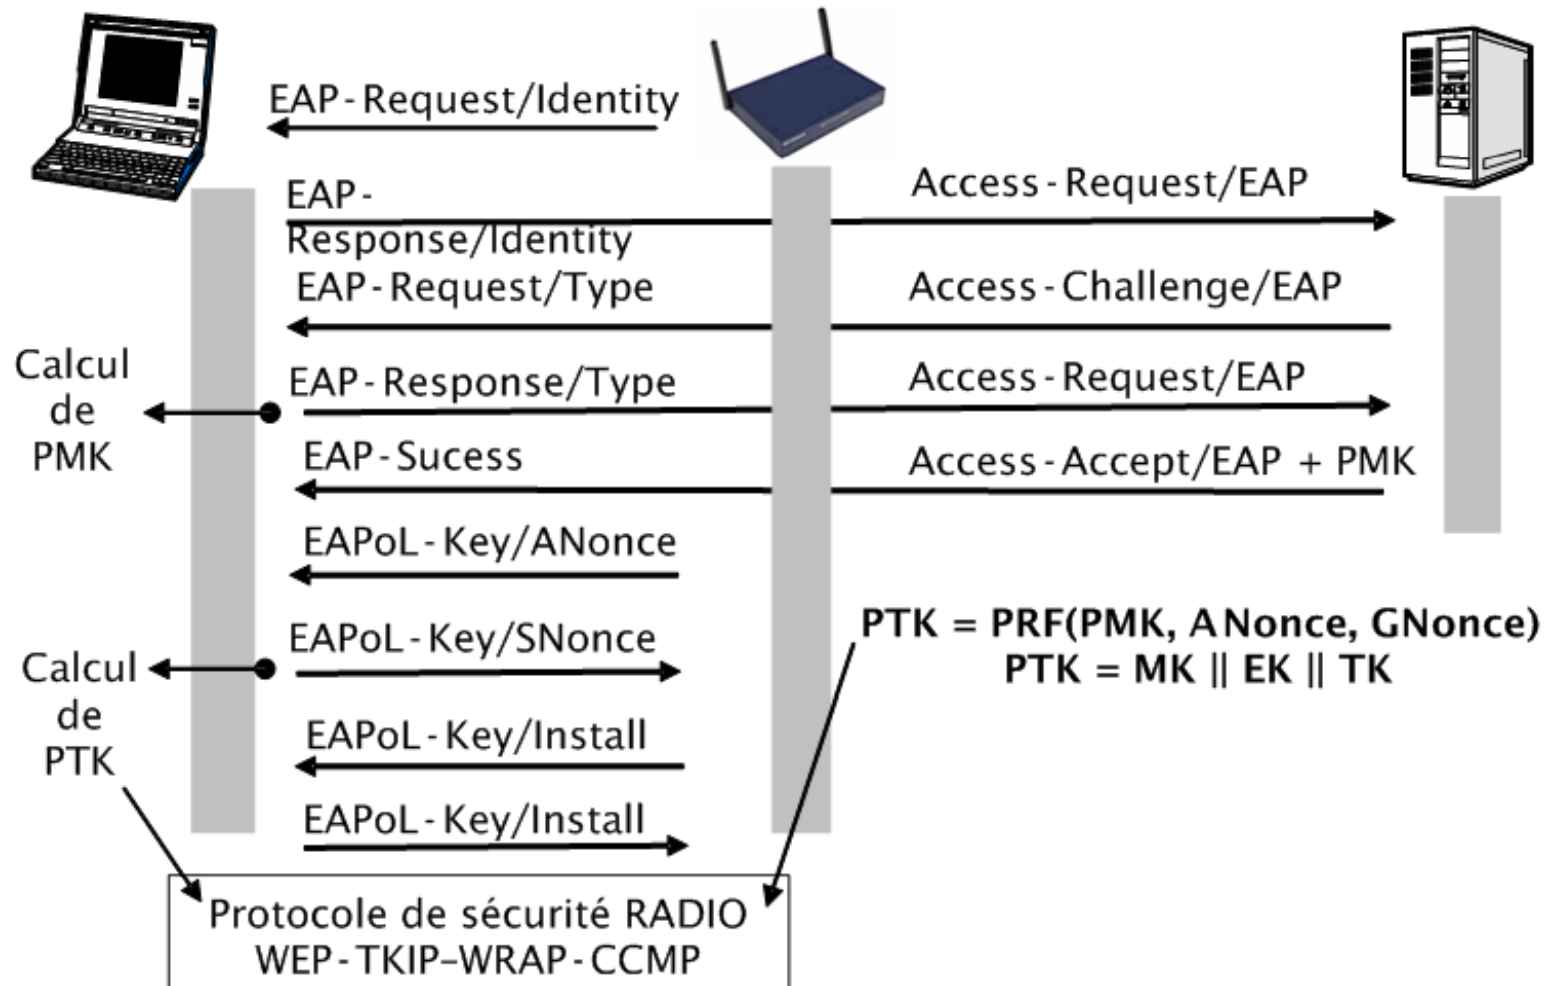 EAP-Request/Identity
EAP-
Response/Identity
Access-Request/EAP
EAP-Request/Type
Access-Challenge/EAP
Calcul
de
PMK
EAP-Response/Type
Access-Request/EAP
EAP-Sucess
Access-Accept/EAP + PMK
EAPoL-Key/ANonce
EAPoL-Key/SNonce
PTK = PRF(PMK, ANonce, GNonce)
PTK = MK || EK || TK
Calcul
de
PTK
EAPoL-Key/Install
EAPoL-Key/Install
Protocole de sécurité RADIO
WEP-TKIP–WRAP-CCMP